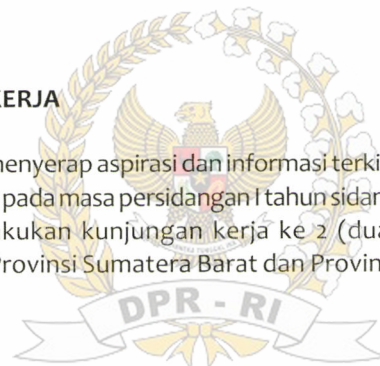 KERJA
menyerap aspirasi dan informasi terki
pada masa persidangan I tahun sidan
kukan kunjungan kerja ke 2 (dua
Provinsi Sumatera Barat dan Provin
DPR - RI